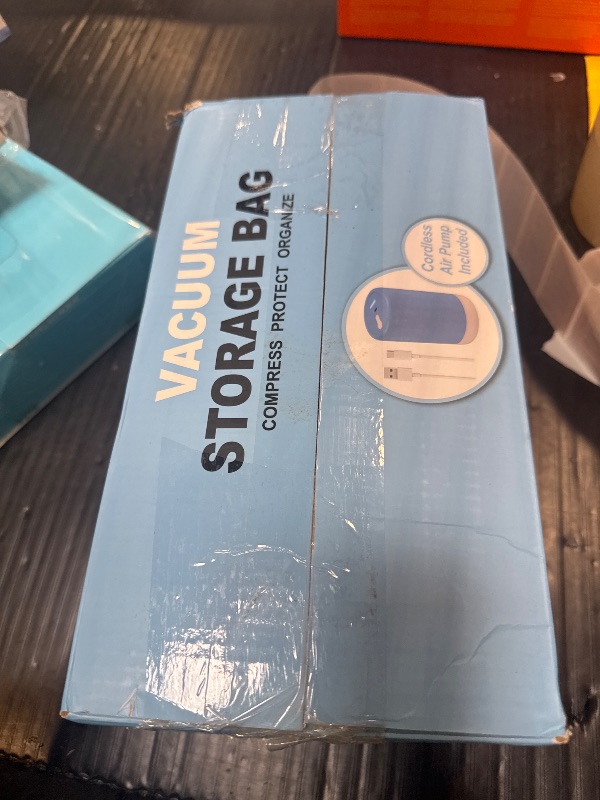 VACUUM
STORAGE BAG
COMPRESS PROTECT ORGANIZE
Cordless
Air Pump
Included